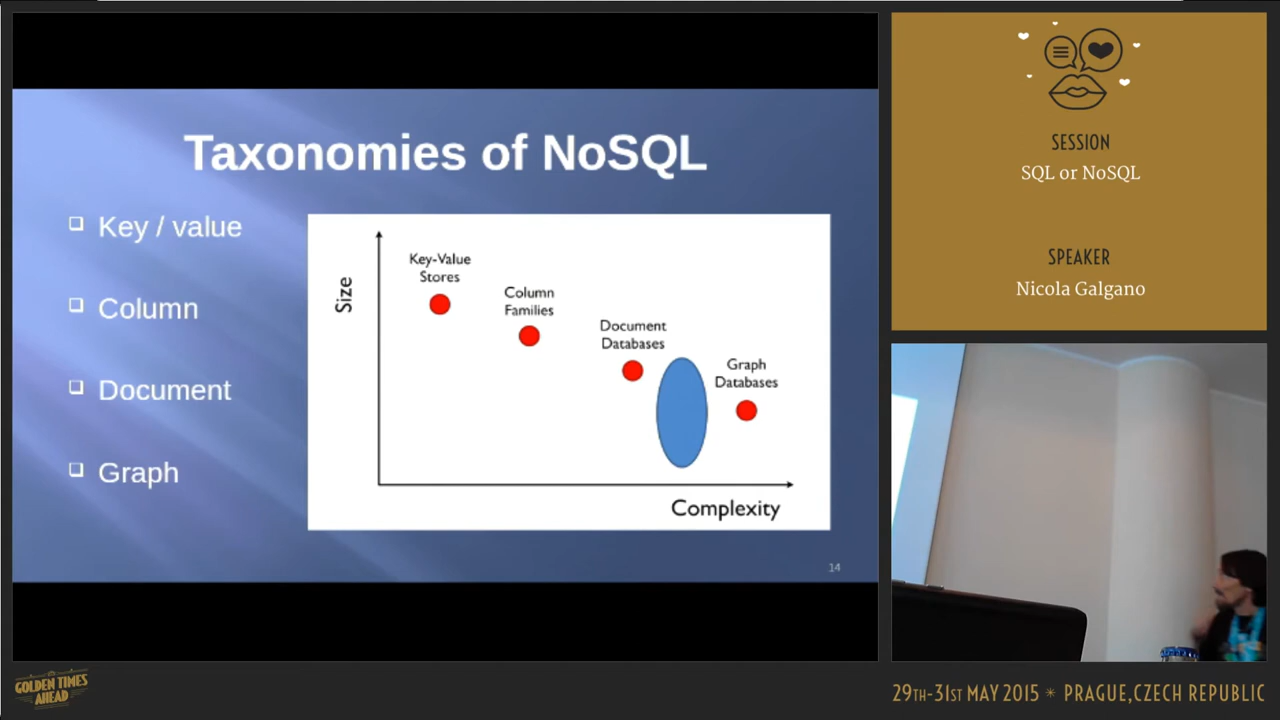 Taxonomies of NoSQL
Key / value
Column
Document
Graph
Size
Key-Value
Stores
Column
Families
Document
Databases
Graph
Databases
Complexity
14
SESSION
SQL or NoSQL
SPEAKER
Nicola Galgano
GOLDEN TIMES
AHEAD
29TH-31ST MAY 2015 * PRAGUE, CZECH REPUBLIC